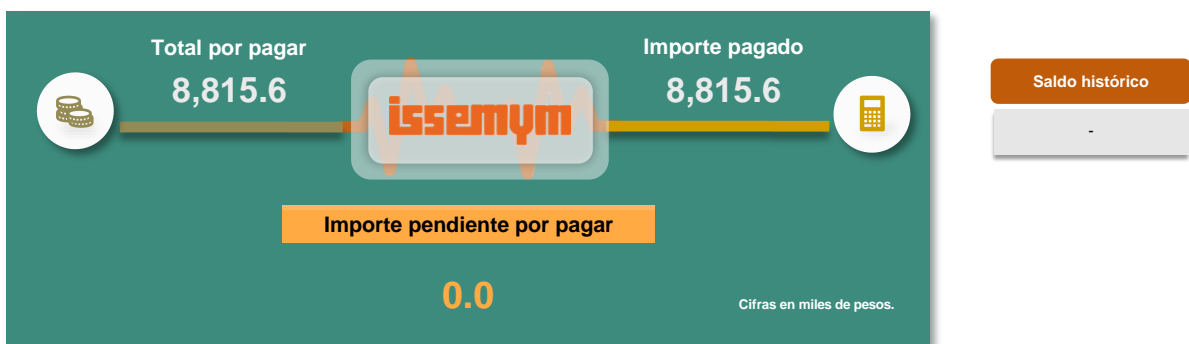 Total por pagar
8,815.6
issemym
Importe pagado
8,815.6
Importe pendiente por pagar
0.0
Cifras en miles de pesos.
Saldo histórico
-